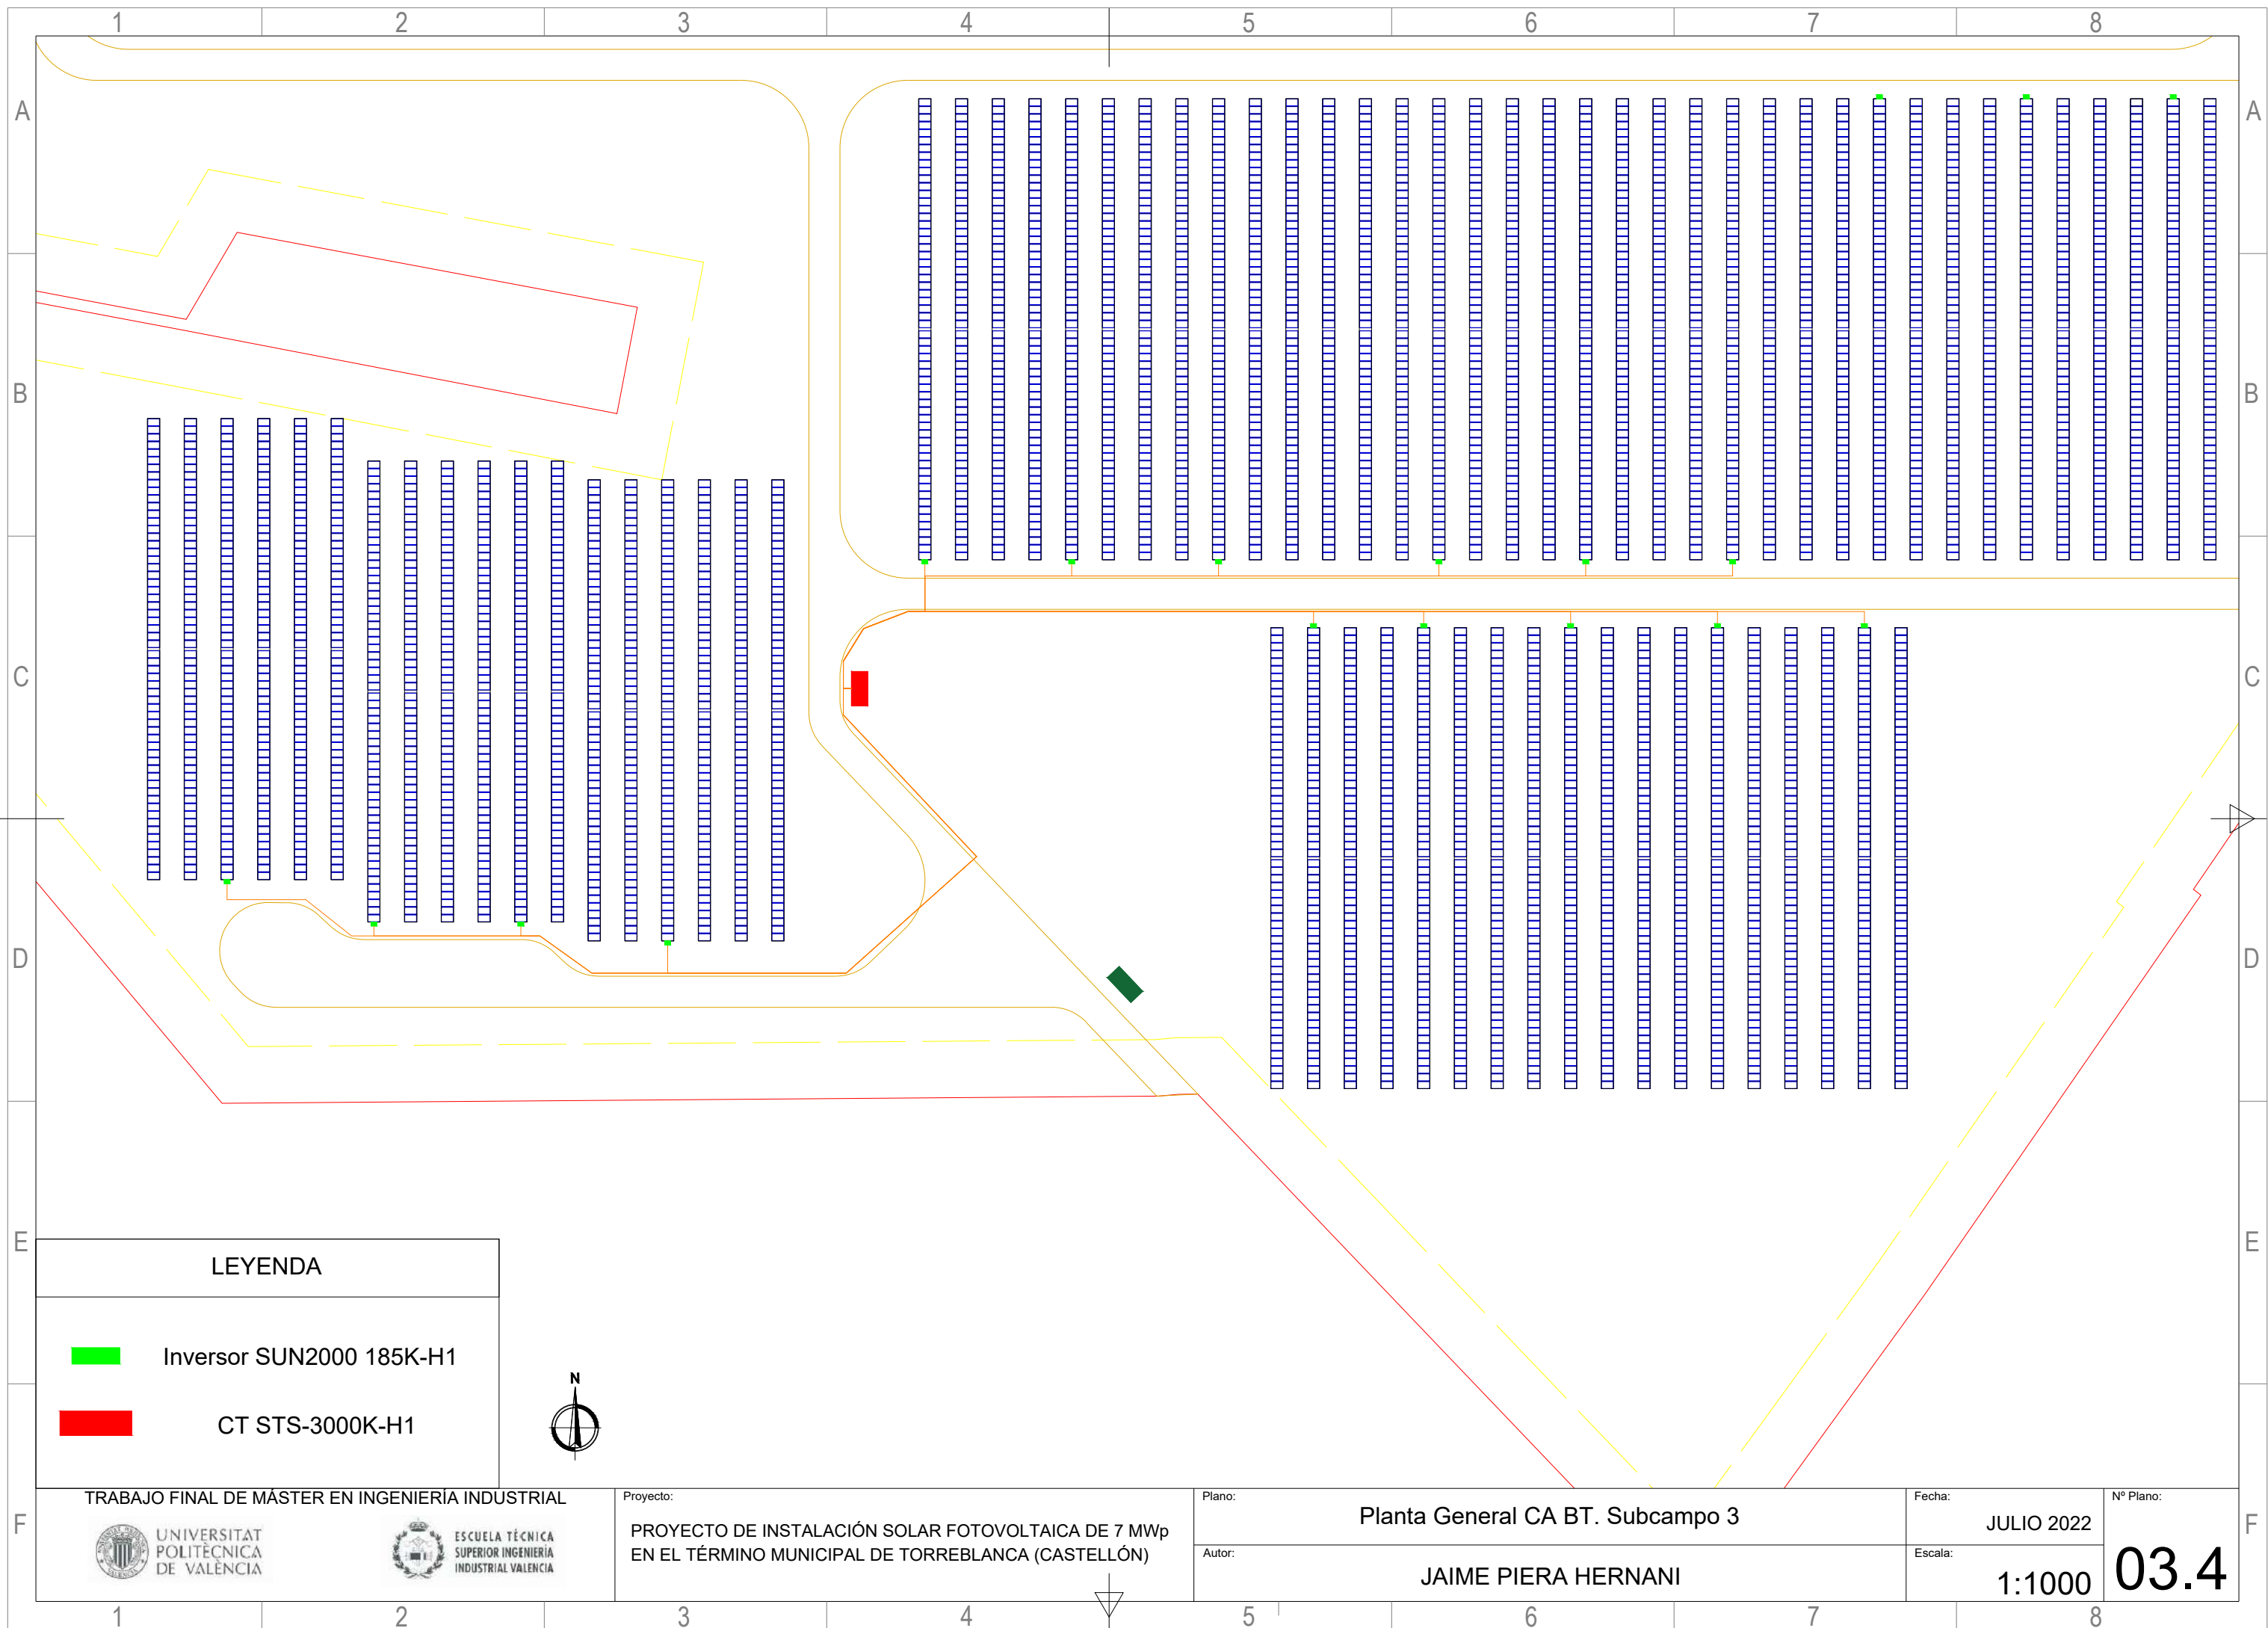 1 2 3 4 5 6 7 8
A A
B B
C C
D D
E E
F F
LEYENDA
Inversor SUN2000 185K-H1
CT STS-3000K-H1
N
TRABAJO FINAL DE MÁSTER EN INGENIERÍA INDUSTRIAL
UNIVERSITAT
POLITÈCNICA
DE VALÈNCIA
ESCUELA TÉCNICA
SUPERIOR INGENIERÍA
INDUSTRIAL VALENCIA
Proyecto:
PROYECTO DE INSTALACIÓN SOLAR FOTOVOLTAICA DE 7 MWp
EN EL TÉRMINO MUNICIPAL DE TORREBLANCA (CASTELLÓN)
Plano:
Planta General CA BT. Subcampo 3
Autor:
JAIME PIERA HERNANI
Fecha:
JULIO 2022
Escala:
1:1000
Nº Plano:
03.4
1 2 3 4 5 6 7 8